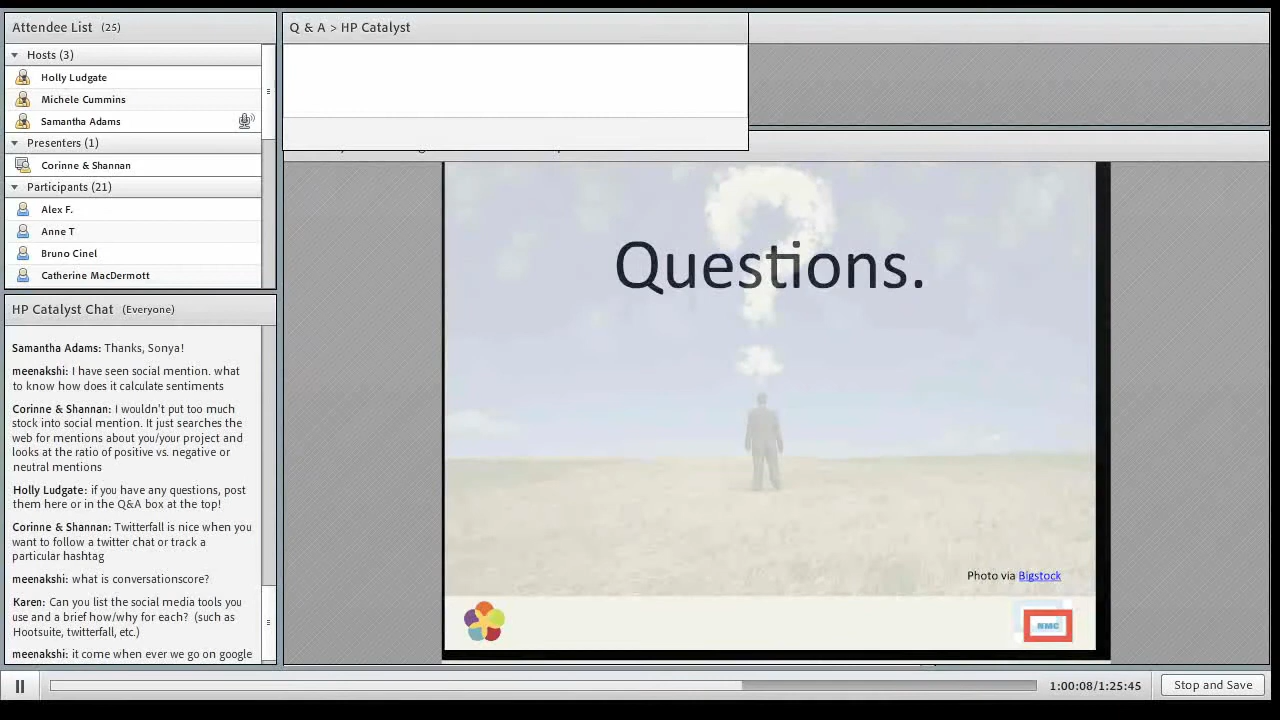 Attendee List (25)
Hosts (3)
Holly Ludgate
Michele Cummins
Samantha Adams
Presenters (1)
Corinne & Shannan
Participants (21)
Alex F.
Anne T
Bruno Cinel
Catherine MacDermott
HP Catalyst Chat (Everyone)
Samantha Adams: Thanks, Sonya!
meenakshi: I have seen social mention. what
to know how does it calculate sentiments
Corinne & Shannan: I wouldn't put too much
stock into social mention. It just searches the
web for mentions about you/your project and
looks at the ratio of positive vs. negative or
neutral mentions
Holly Ludgate: if you have any questions, post
them here or in the Q&A box at the top!
Corinne & Shannan: Twitterfall is nice when you
want to follow a twitter chat or track a
particular hashtag
meenakshi: what is conversationscore?
Karen: Can you list the social media tools you
use and a brief how/why for each? (such as
Hootsuite, twitterfall, etc.)
meenakshi: it come when ever we go on google
Q & A > HP Catalyst
Questions.
Photo via Bigstock
NMC
1:00:08/1:25:45
Stop and Save